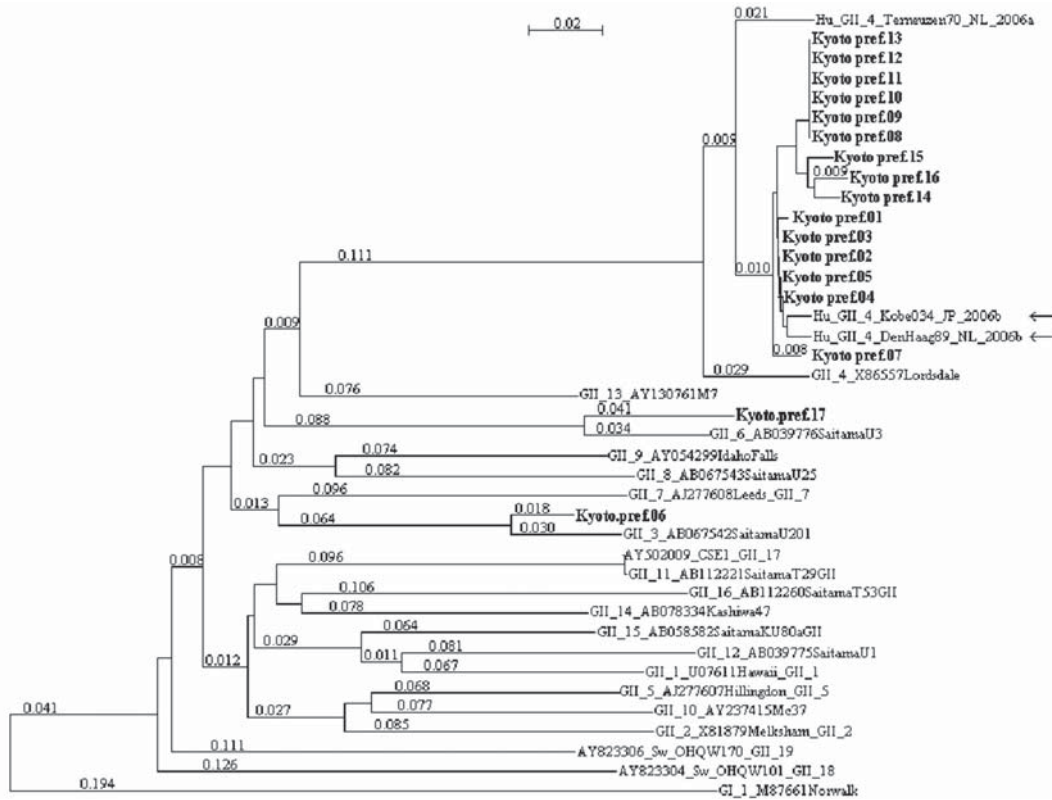 0.02
0.021 Hu_GII_4_Terneuzen70_NL_2006a
Kyoto pref.13
Kyoto pref.12
Kyoto pref.11
Kyoto pref.10
Kyoto pref.09
Kyoto pref.08
0.009
Kyoto pref.15
0.009 Kyoto pref.16
Kyoto pref.14
Kyoto pref.01
Kyoto pref.03
0.111
Kyoto pref.02
0.010 Kyoto pref.05
Kyoto pref.04
Hu_GII_4_Kobe034_JP_2006b
0.009
Hu_GII_4_DenHaag89_NL_2006b
0.008 Kyoto pref.07
0.029 GII_4_X86557Lordsdale
0.076 GII_13_AY130761M7
0.088
0.041 Kyoto.pref.17
0.034 GII_6_AB039776SaitamaU3
0.074 GII_9_AY054299IdahoFalls
0.023
0.082 GII_8_AB067543SaitamaU25
0.096 GII_7_AJ277608Leeds_GII_7
0.013
0.018 Kyoto.pref.06
0.064
0.030 GII_3_AB067542SaitamaU201
0.008
0.096 AY502009_CSE1_GII_17
GII_11_AB112221SaitamaT29GII
0.106 GII_16_AB112260SaitamaT53GII
0.078 GII_14_AB078334Kashiwa47
0.064 GII_15_AB058582SaitamaKU80aGII
0.029
0.081 GII_12_AB039775SaitamaU1
0.011
0.012
0.067 GII_1_U07611Hawaii_GII_1
0.068 GII_5_AJ277607Hillingdon_GII_5
0.077 GII_10_AY237415Mc37
0.027
0.085 GII_2_X81879Melksham_GII_2
0.041
0.111 AY823306_Sw_OHQW170_GII_19
0.126 AY823304_Sw_OHQW101_GII_18
0.194 GI_1_M87661Norwalk